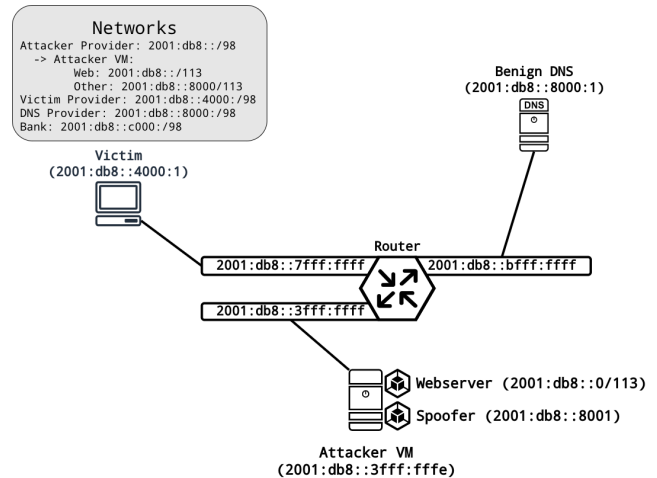 Networks
Attacker Provider: 2001:db8::/98
-> Attacker VM:
Web: 2001:db8::/113
Other: 2001:db8::8000/113
Victim Provider: 2001:db8::4000:/98
DNS Provider: 2001:db8::8000:/98
Bank: 2001:db8::c000:/98
Benign DNS
(2001:db8::8000:1)
DNS
Victim
(2001:db8::4000:1)
Router
2001:db8::7fff:ffff
2001:db8::bfff:ffff
2001:db8::3fff:ffff
Webserver (2001:db8::0/113)
Spoofer (2001:db8::8001)
Attacker VM
(2001:db8::3fff:fffe)